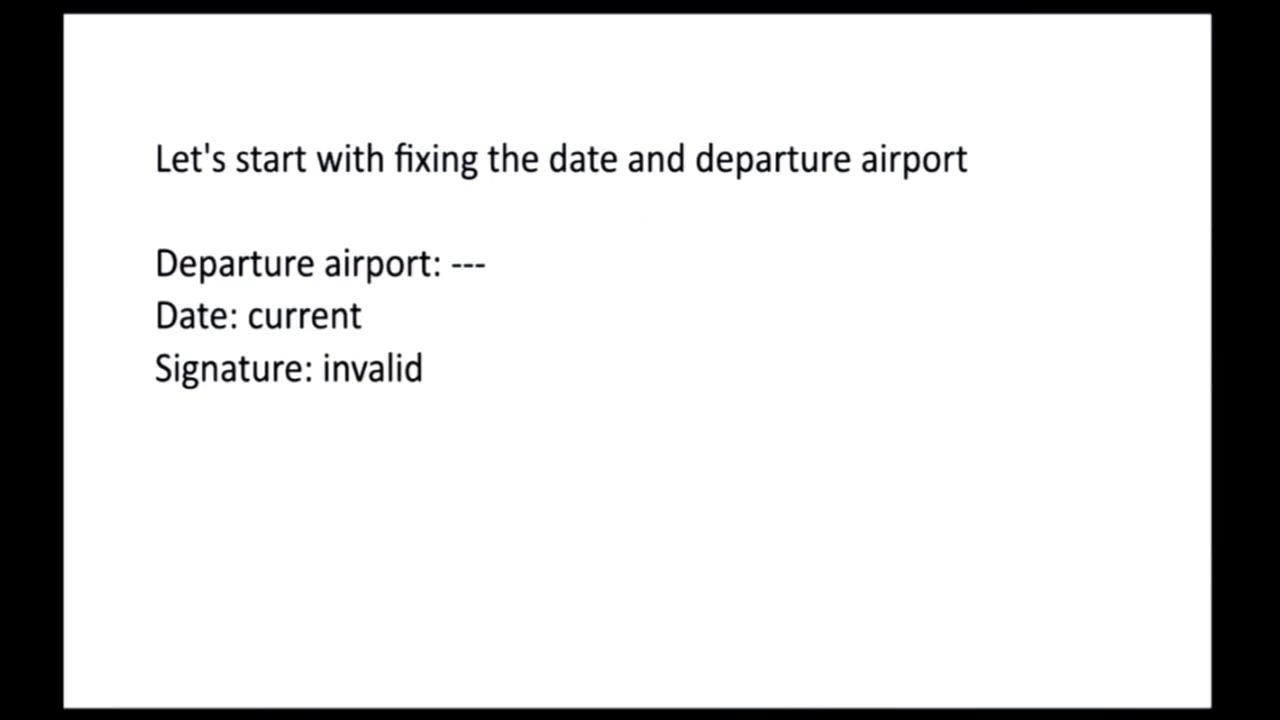 Let's start with fixing the date and departure airport
Departure airport: ---
Date: current
Signature: invalid